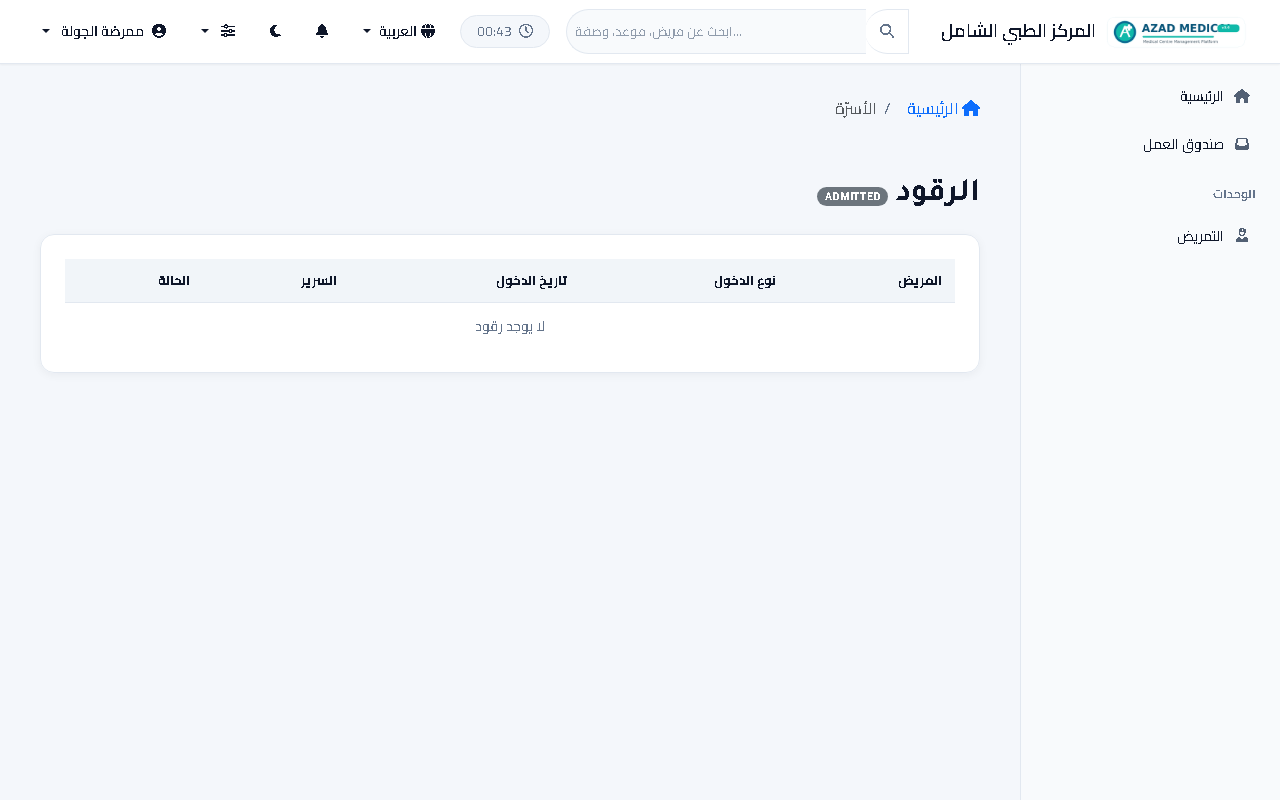 AZAD MEDIC
Medical Centre Management Platform
المركز الطبي الشامل
ابحث عن مريض، موعد، وصفة...
00:43
العربية
ممرضة الجولة
الرئيسية
صندوق العمل
الوحدات
التمريض
الرئيسية / الأسرّة
الرقود ADMITTED
المريض نوع الدخول تاريخ الدخول السرير الحالة
لا يوجد رقود